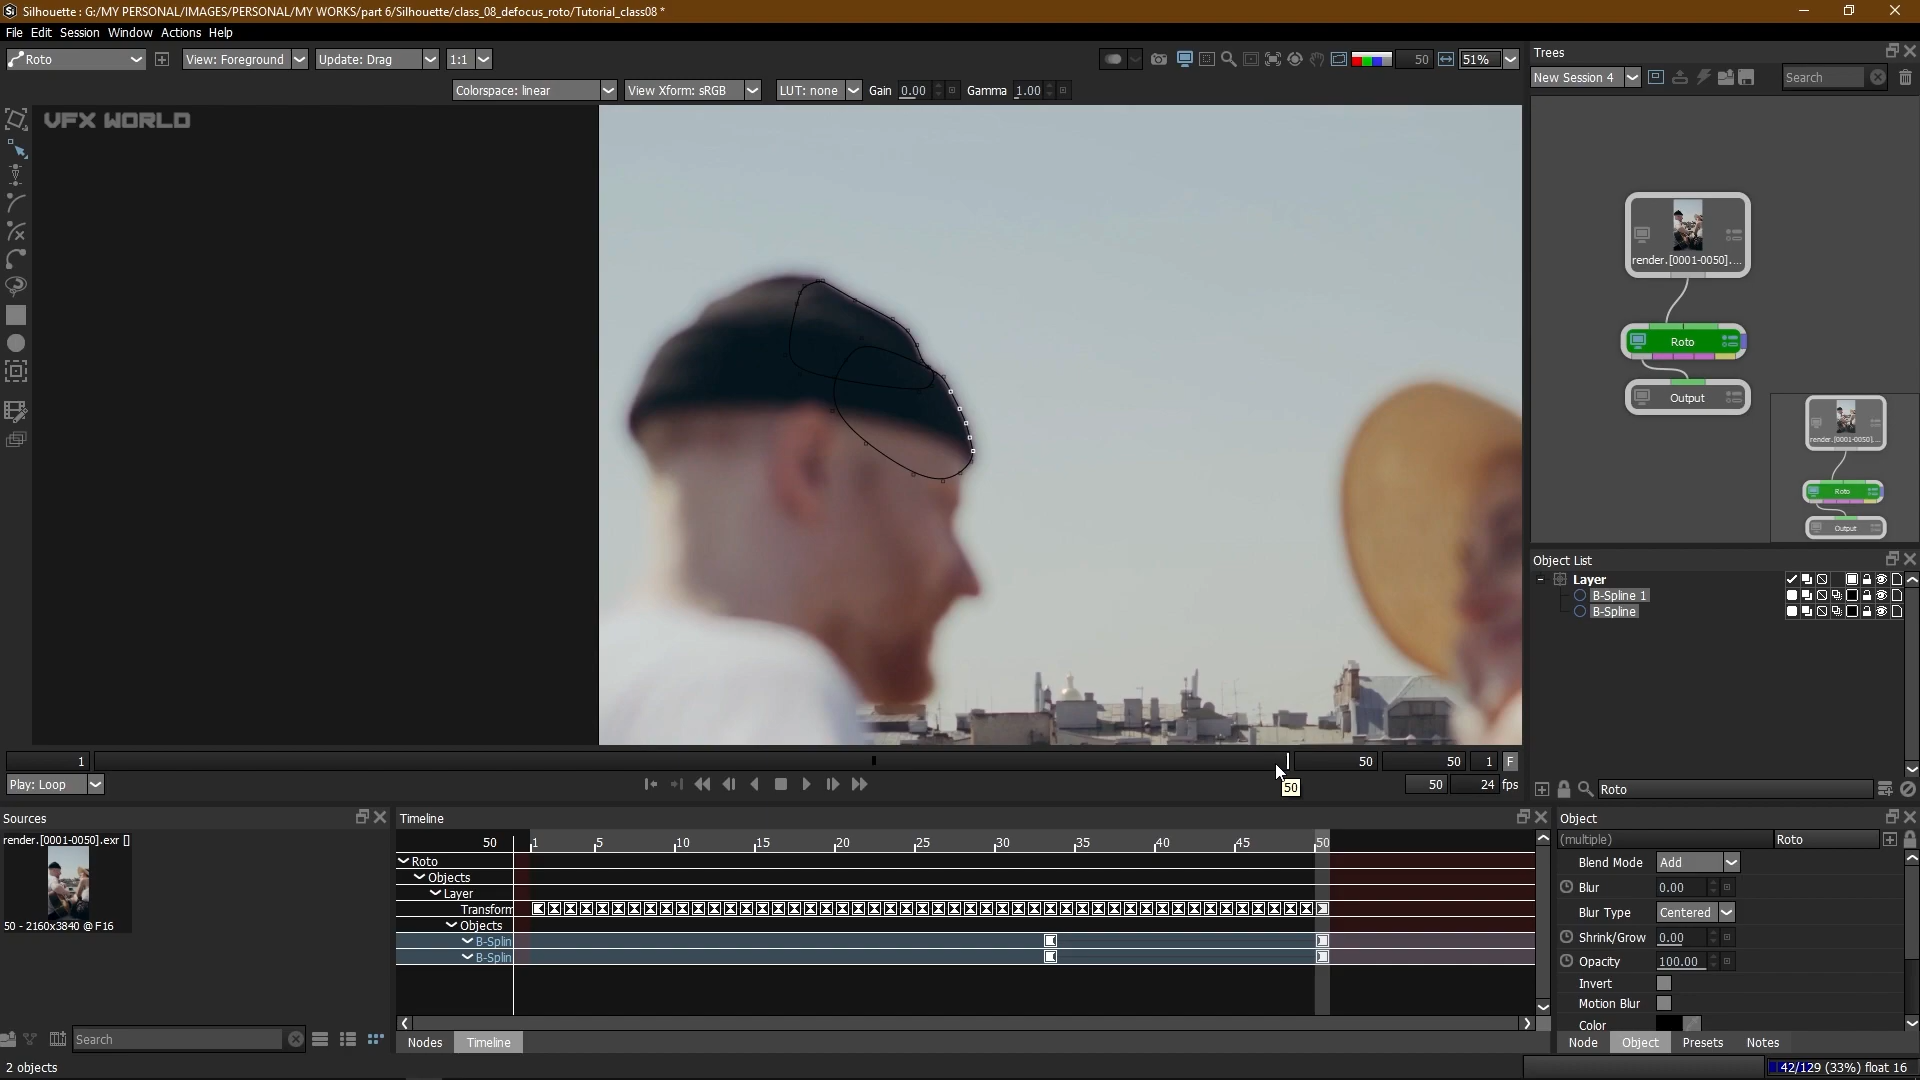 Silhouette : G:/MY PERSONAL/IMAGES/PERSONAL/MY WORKS/part 6/Silhouette/class_08_defocus_roto/Tutorial_class08 *
File Edit Session Window Actions Help
Roto View: Foreground Update: Drag 1:1 50 51%
Colorspace: linear View Xform: sRGB LUT: none Gain 0.00 Gamma 1.00
VFX WORLD
Trees
New Session 4 Search
render.[0001-0050]....
Roto
Output
render.[0001-0050]....
Roto
Output
Object List
Layer
B-Spline 1
B-Spline
Roto
1 50 50 1 F
50
Play: Loop 50 24 fps
Sources
render.[0001-0050].exr []
50 - 2160x3840 @ F16
Search
Timeline
50 1 5 10 15 20 25 30 35 40 45 50
Roto
Objects
Layer
Transform
Objects
B-Splin
B-Splin
Nodes Timeline
Object
(multiple) Roto
Blend Mode Add
Blur 0.00
Blur Type Centered
Shrink/Grow 0.00
Opacity 100.00
Invert
Motion Blur
Color
Node Object Presets Notes
2 objects
42/129 (33%) float 16